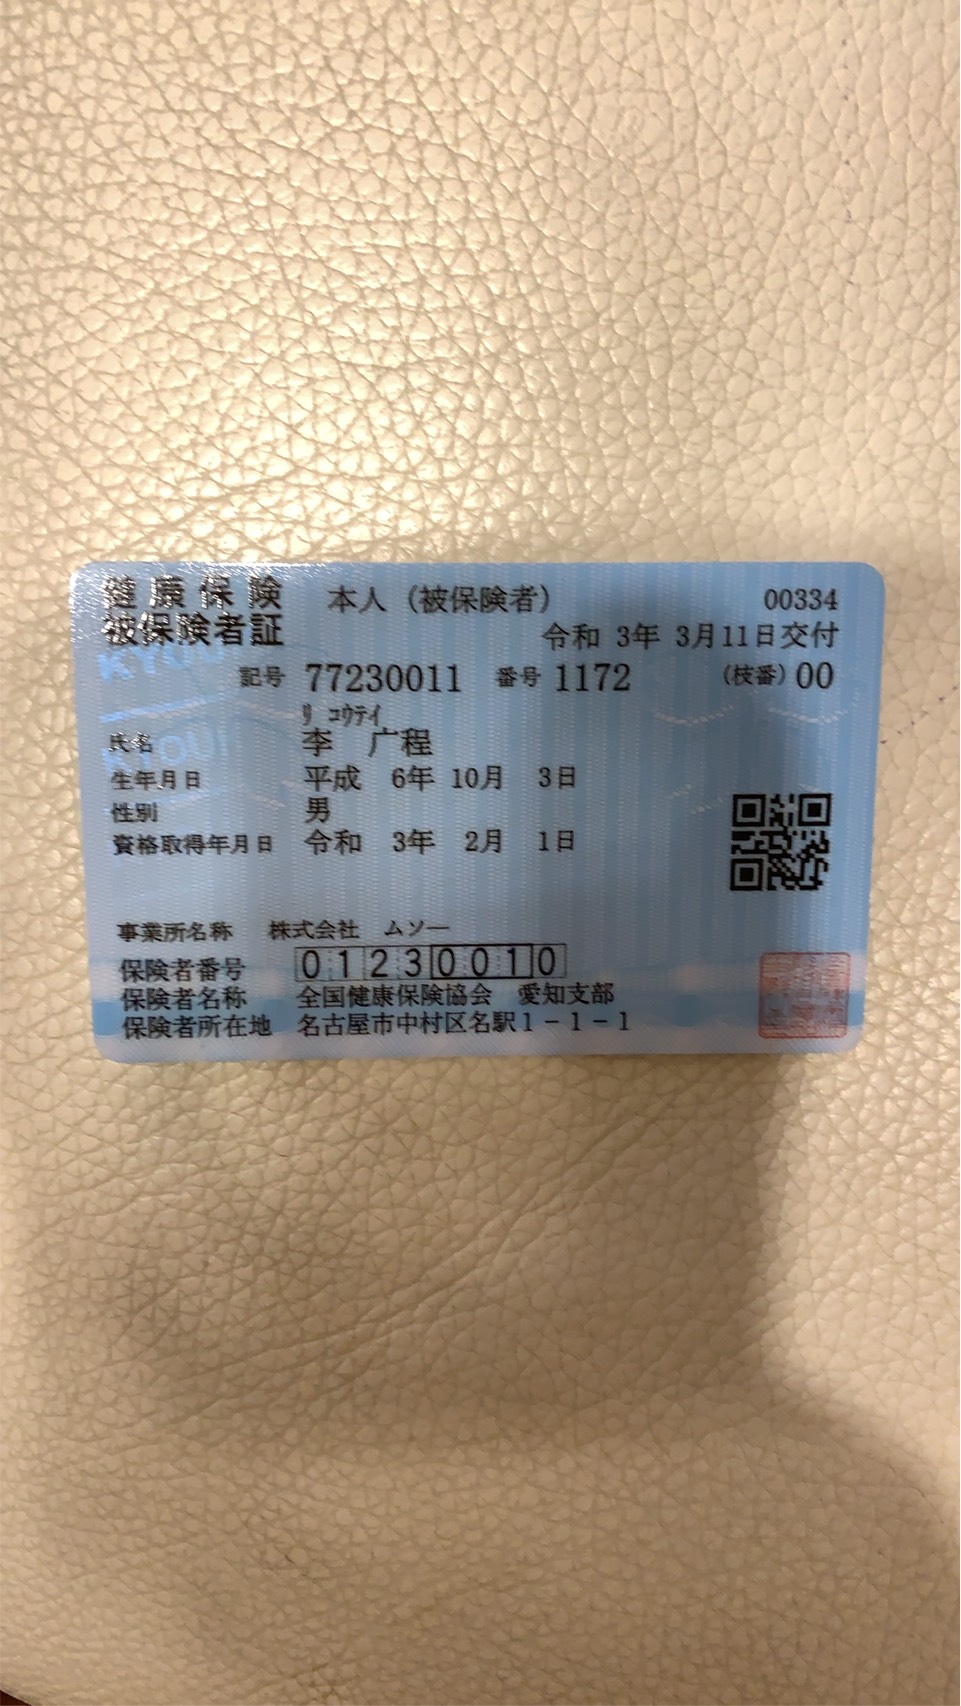 健康保険 本人（被保険者） 00334
被保険者証 令和 3年 3月11日交付
記号 77230011 番号 1172 （枝番）00
ﾘ ｺｳﾃｲ
氏名 李 广程
生年月日 平成 6年 10月 3日
性別 男
資格取得年月日 令和 3年 2月 1日
事業所名称 株式会社 ムソー
保険者番号 01230010
保険者名称 全国健康保険協会 愛知支部
保険者所在地 名古屋市中村区名駅1－1－1